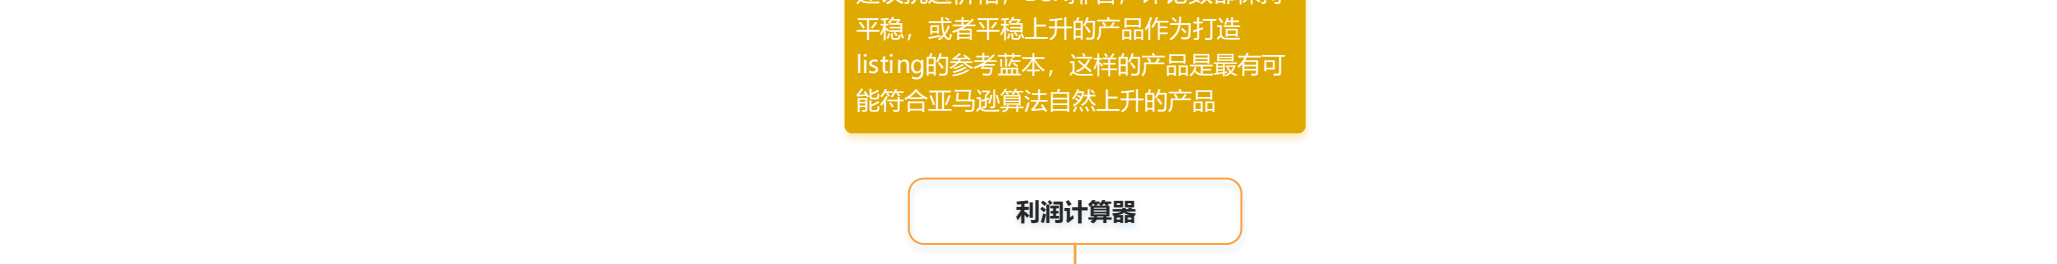 平稳，或者平稳上升的产品作为打造
listing的参考蓝本，这样的产品是最有可
能符合亚马逊算法自然上升的产品
利润计算器